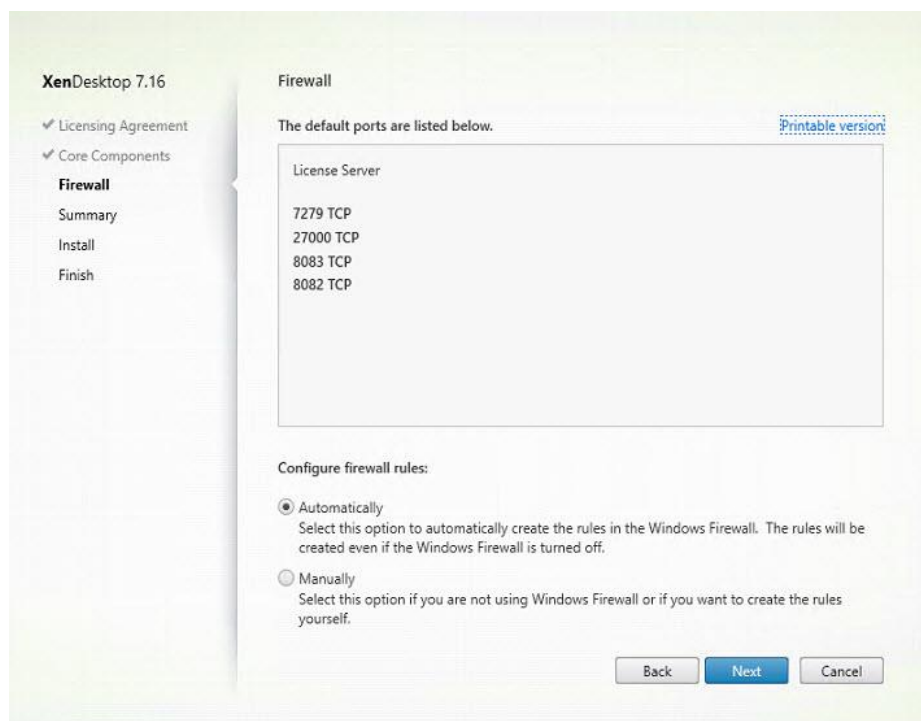 XenDesktop 7.16
Licensing Agreement
Core Components
Firewall
Summary
Install
Finish
Firewall
The default ports are listed below.
Printable version
License Server
7279 TCP
27000 TCP
8083 TCP
8082 TCP
Configure firewall rules:
Automatically
Select this option to automatically create the rules in the Windows Firewall. The rules will be
created even if the Windows Firewall is turned off.
Manually
Select this option if you are not using Windows Firewall or if you want to create the rules
yourself.
Back
Next
Cancel